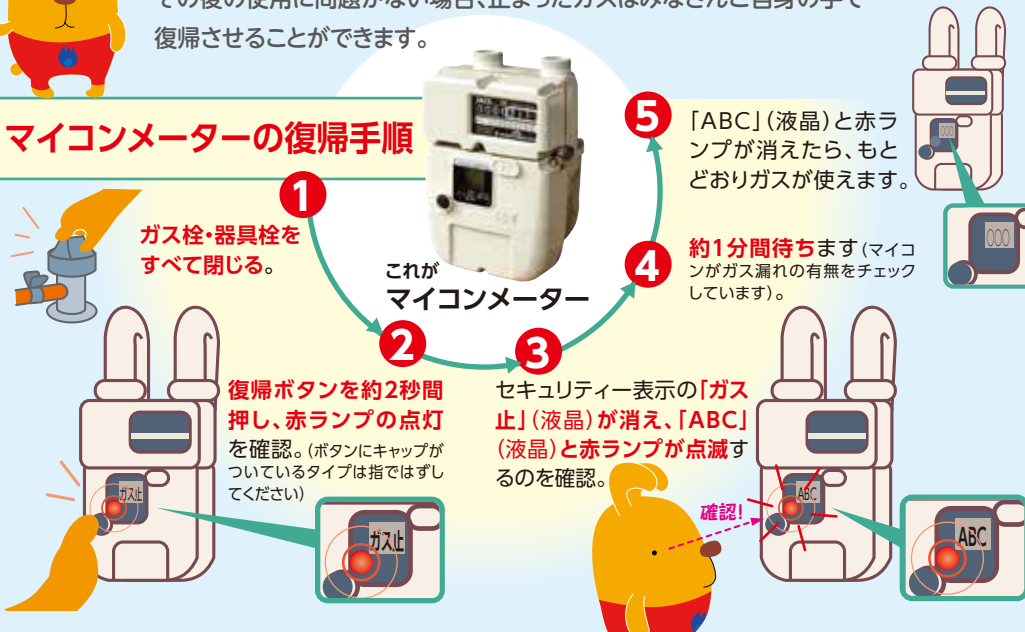 その後の使用に問題がない場合、止まったガスはみなさんご自身の手で
復帰させることができます。
マイコンメーターの復帰手順
これが
マイコンメーター
1
ガス栓・器具栓を
すべて閉じる。
2
復帰ボタンを約2秒間
押し、赤ランプの点灯
を確認。(ボタンにキャップが
ついているタイプは指ではずし
てください)
ガス止
ガス止
3
セキュリティー表示の「ガス
止」(液晶)が消え、「ABC」
(液晶)と赤ランプが点滅す
るのを確認。
確認!
ABC
ABC
4
約1分間待ちます(マイコ
ンがガス漏れの有無をチェック
しています)。
5
「ABC」(液晶)と赤ラ
ンプが消えたら、もと
どおりガスが使えます。
000
000